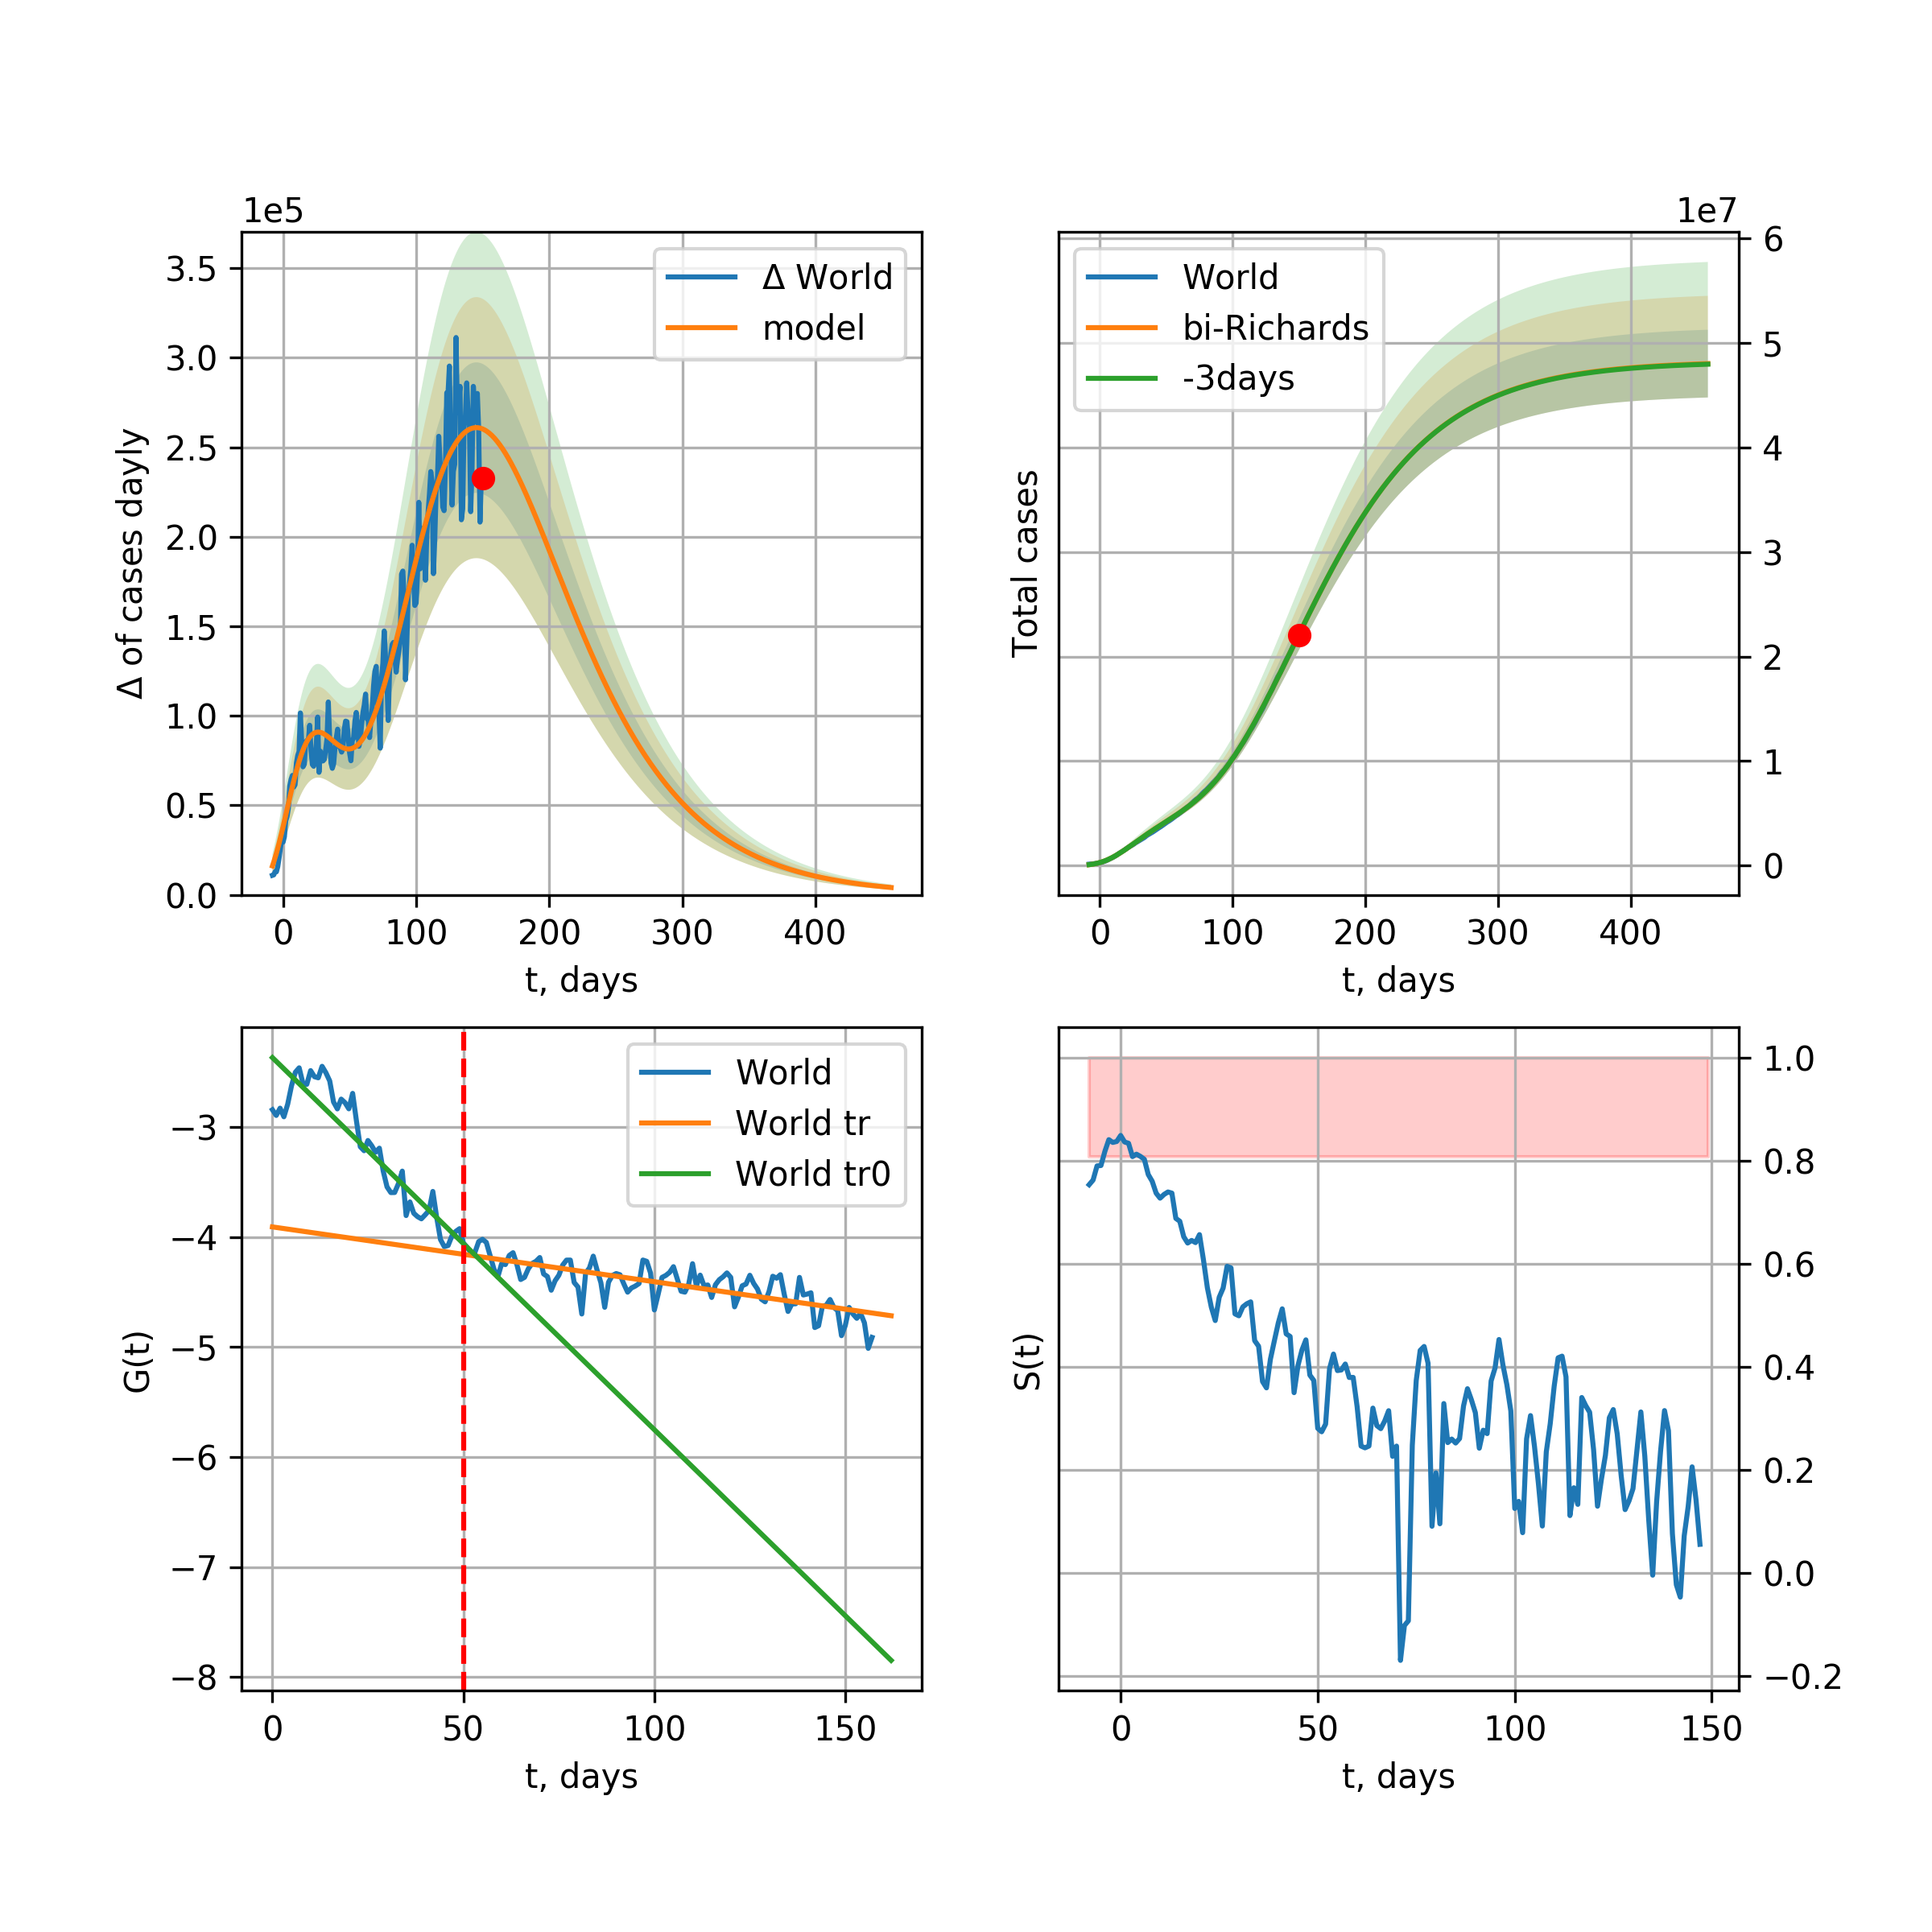 1e5
3.5
3.0
2.5
2.0
1.5
1.0
0.5
0.0
Δ of cases dayly
Δ World
model
0 100 200 300 400
t, days
1e7
6
5
4
3
2
1
0
Total cases
World
bi-Richards
-3days
0 100 200 300 400
t, days
−3
−4
−5
−6
−7
−8
G(t)
World
World tr
World tr0
0 50 100 150
t, days
1.0
0.8
0.6
0.4
0.2
0.0
−0.2
S(t)
0 50 100 150
t, days